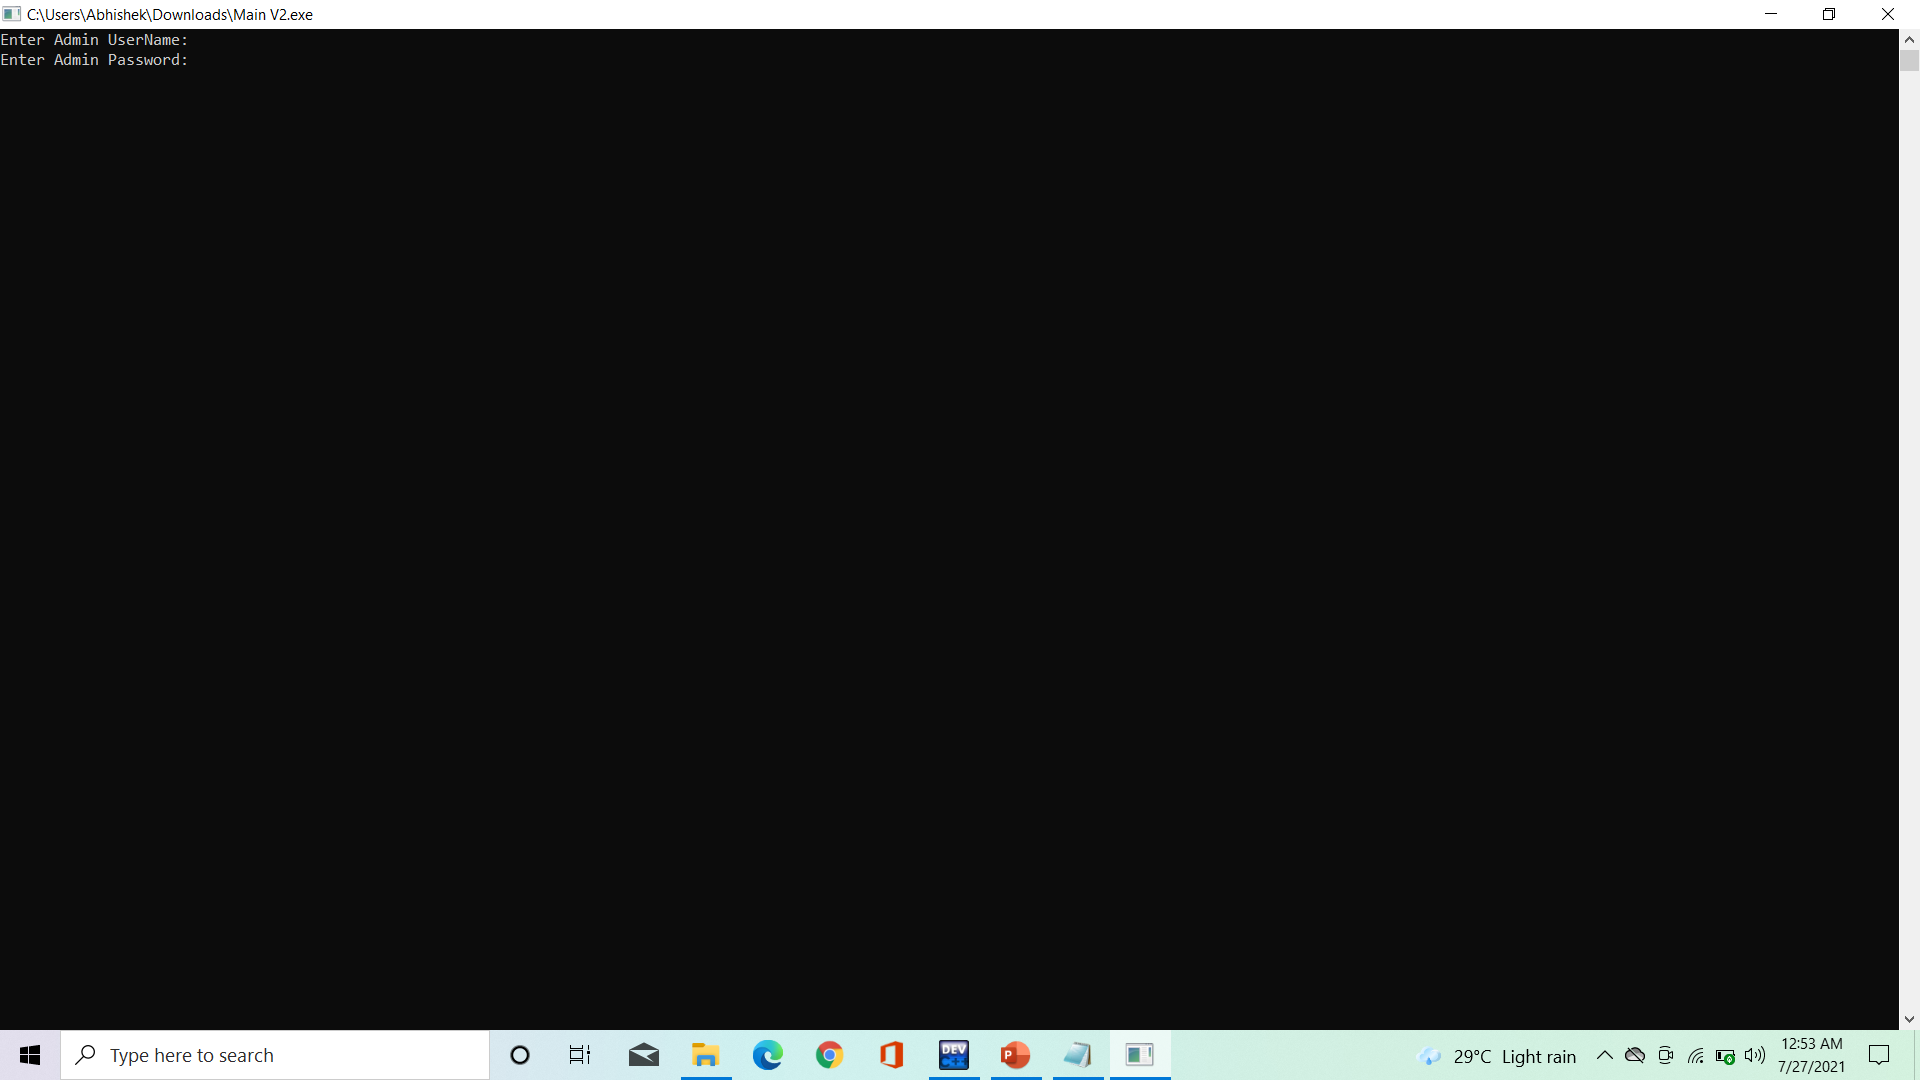 C:\Users\Abhishek\Downloads\Main V2.exe
Enter Admin UserName:
Enter Admin Password:
Type here to search
DEV
C++
P
29°C Light rain
12:53 AM
7/27/2021